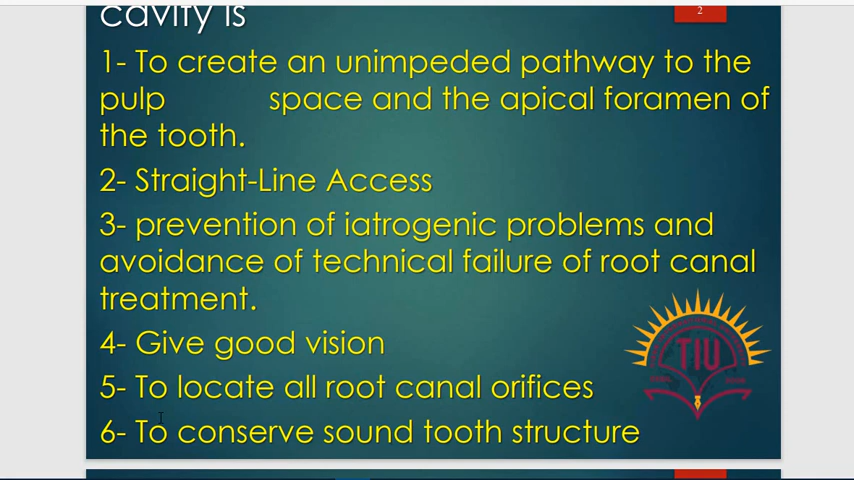 cavity is
2
1- To create an unimpeded pathway to the
pulp space and the apical foramen of
the tooth.
2- Straight-Line Access
3- prevention of iatrogenic problems and
avoidance of technical failure of root canal
treatment.
4- Give good vision
5- To locate all root canal orifices
6- To conserve sound tooth structure
TIU